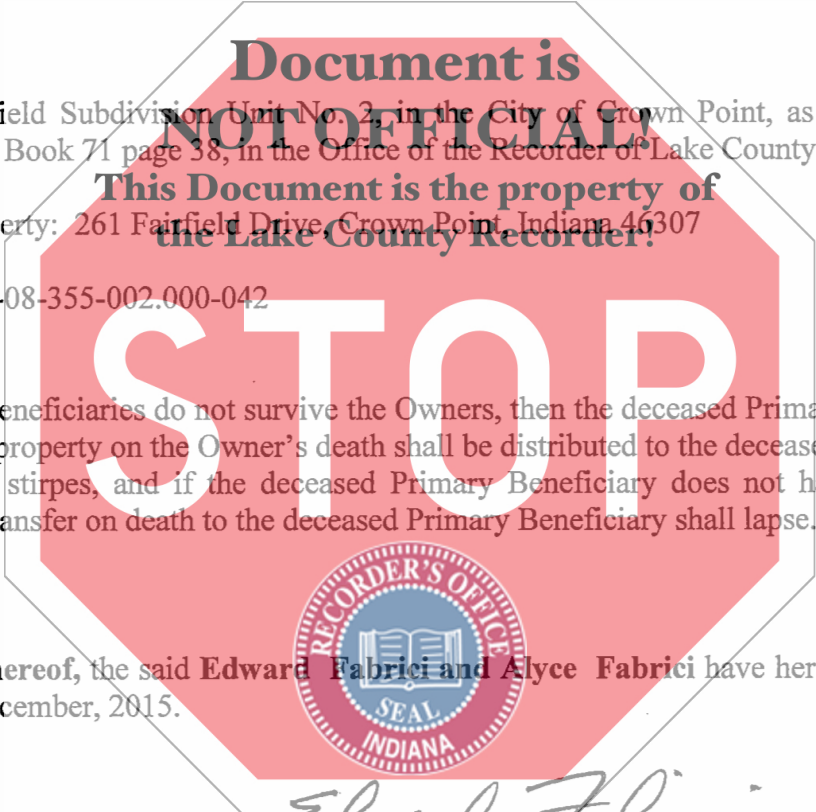 Document is
ield Subdivision Unit No. 2, in the City of Crown Point, as
NOT OFFICIAL!
Book 71 page 38, in the Office of the Recorder of Lake County
This Document is the property of
erty: 261 Fairfield Drive, Crown Point, Indiana 46307
the Lake County Recorder!
-08-355-002.000-042
STOP
eneficiaries do not survive the Owners, then the deceased Prima
property on the Owner's death shall be distributed to the decease
stirpes, and if the deceased Primary Beneficiary does not h
ansfer on death to the deceased Primary Beneficiary shall lapse.
RECORDER'S OFFICE
SEAL
INDIANA
hereof, the said Edward Fabrici and Alyce Fabrici have her
cember, 2015.